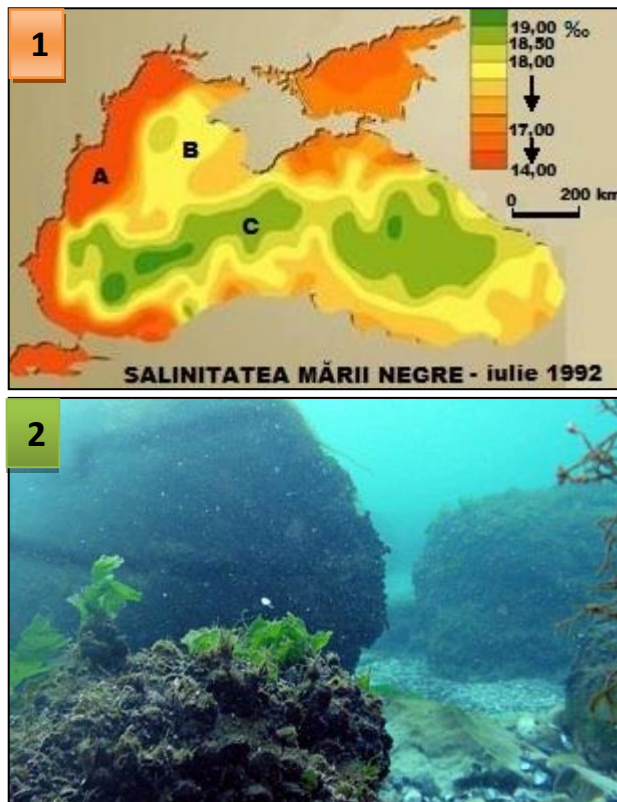 1
19,00 ‰
18,50
18,00
17,00
14,00
A
B
C
0 200 km
SALINITATEA MĂRII NEGRE - iulie 1992
2